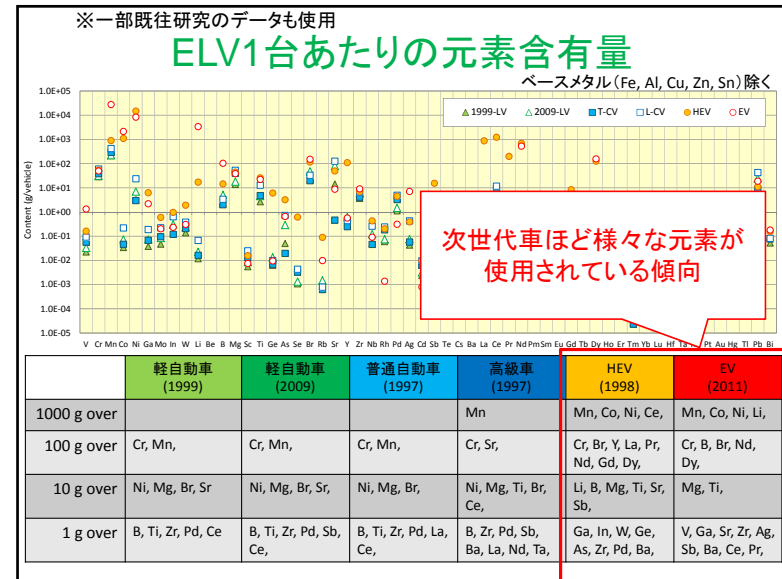 ※一部既往研究のデータも使用
ELV1台あたりの元素含有量
ベースメタル(Fe, Al, Cu, Zn, Sn)除く
1.0E+05
1.0E+04
1.0E+03
1.0E+02
1.0E+01
1.0E+00
1.0E-01
1.0E-02
1.0E-03
1.0E-04
1.0E-05
Content (g/vehicle)
1999-LV 2009-LV T-CV L-CV HEV EV
次世代車ほど様々な元素が
使用されている傾向
V Cr Mn Co Ni Ga Mo In W Li Be B Mg Sc Ti Ge As Se Br Rb Sr Y Zr Nb Rh Pd Ag Cd Sb Te Cs Ba La Ce Pr Nd Pm Sm Eu Gd Tb Dy Ho Er Tm Yb Lu Hf Ta Pt Au Hg Tl Pb Bi
軽自動車 (1999) 軽自動車 (2009) 普通自動車 (1997) 高級車 (1997) HEV (1998) EV (2011)
1000 g over Mn Mn, Co, Ni, Ce, Mn, Co, Ni, Li,
100 g over Cr, Mn, Cr, Mn, Cr, Mn, Cr, Sr, Cr, Br, Y, La, Pr, Nd, Gd, Dy, Cr, B, Br, Nd, Dy,
10 g over Ni, Mg, Br, Sr Ni, Mg, Br, Sr, Ni, Mg, Br, Ni, Mg, Ti, Br, Ce, Li, B, Mg, Ti, Sr, Sb, Mg, Ti,
1 g over B, Ti, Zr, Pd, Ce B, Ti, Zr, Pd, Sb, Ce, B, Ti, Zr, Pd, La, Ce, B, Zr, Pd, Sb, Ba, La, Nd, Ta, Ga, In, W, Ge, As, Zr, Pd, Ba, V, Ga, Sr, Zr, Ag, Sb, Ba, Ce, Pr,